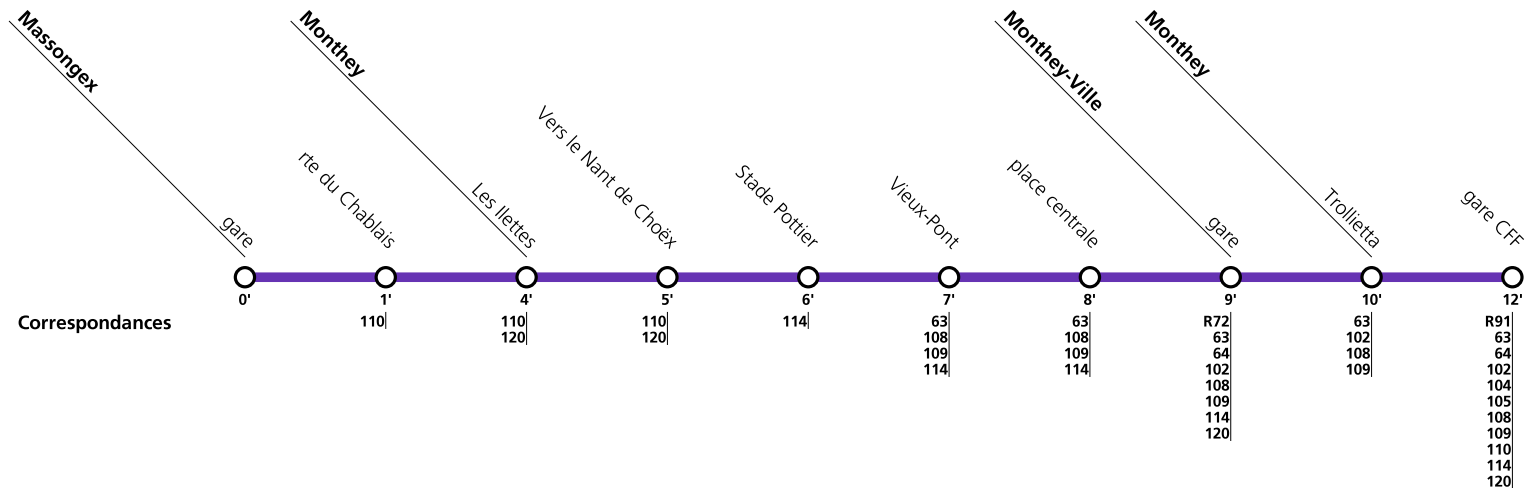 Massongex
Monthey
Monthey-Ville
Monthey
gare
rte du Chablais
Les Ilettes
Vers le Nant de Choëx
Stade Pottier
Vieux-Pont
place centrale
gare
Trollietta
gare CFF
0' 1' 4' 5' 6' 7' 8' 9' 10' 12'
Correspondances
110
110
120
110
120
114
63
108
109
114
63
108
109
114
R72
63
64
102
108
109
114
120
63
102
108
109
R91
63
64
102
104
105
108
109
110
114
120